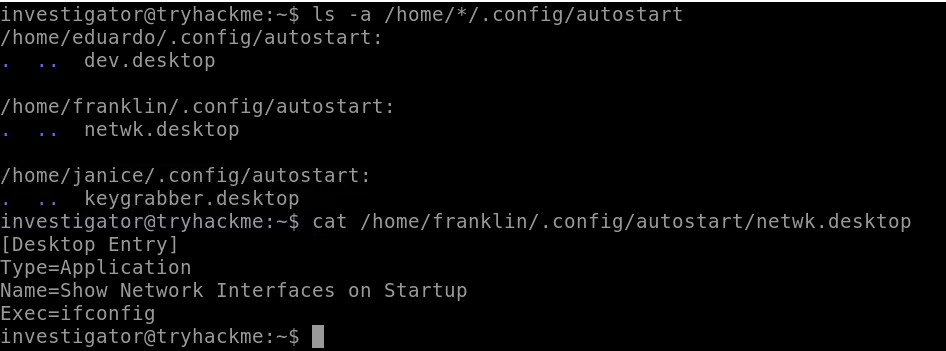 investigator@tryhackme:~$ ls -a /home/*/.config/autostart
/home/eduardo/.config/autostart:
.  ..  dev.desktop

/home/franklin/.config/autostart:
.  ..  netwk.desktop

/home/janice/.config/autostart:
.  ..  keygrabber.desktop
investigator@tryhackme:~$ cat /home/franklin/.config/autostart/netwk.desktop
[Desktop Entry]
Type=Application
Name=Show Network Interfaces on Startup
Exec=ifconfig
investigator@tryhackme:~$